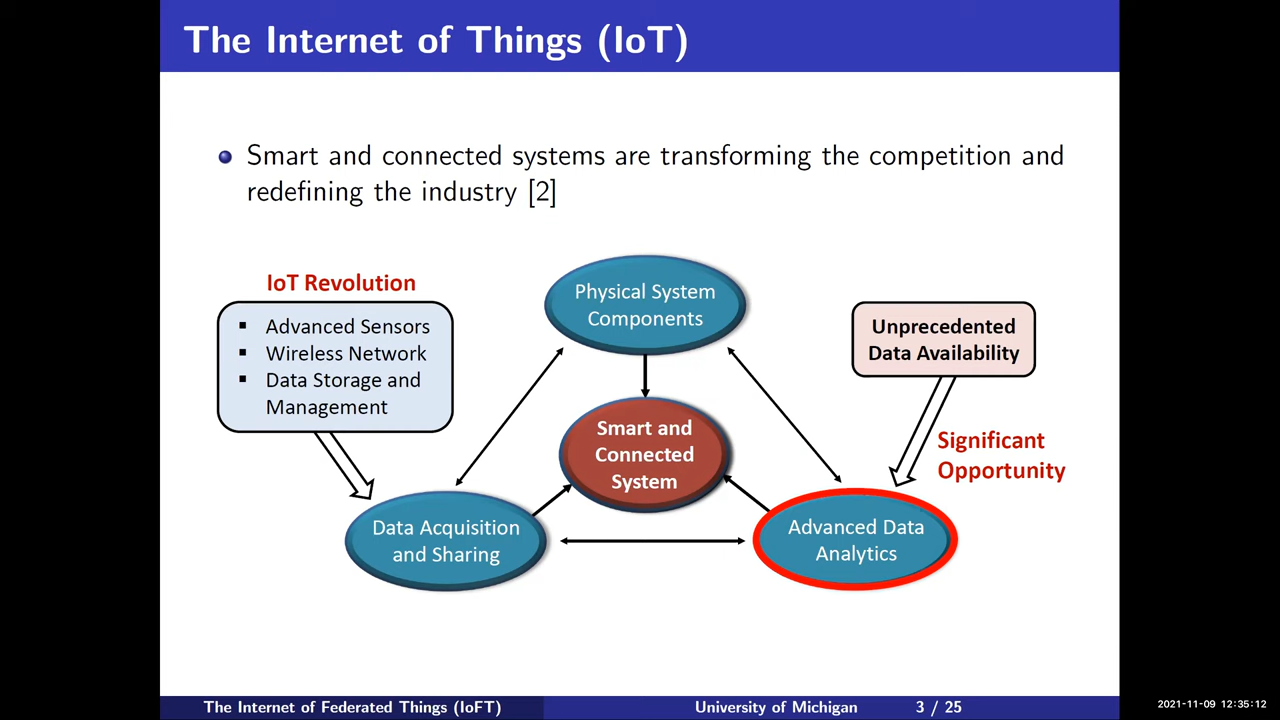 The Internet of Things (IoT)
Smart and connected systems are transforming the competition and
redefining the industry [2]
IoT Revolution
Advanced Sensors
Wireless Network
Data Storage and
Management
Physical System
Components
Unprecedented
Data Availability
Smart and
Connected
System
Significant
Opportunity
Data Acquisition
and Sharing
Advanced Data
Analytics
The Internet of Federated Things (IoFT)
University of Michigan
3 / 25
2021-11-09 12:35:12